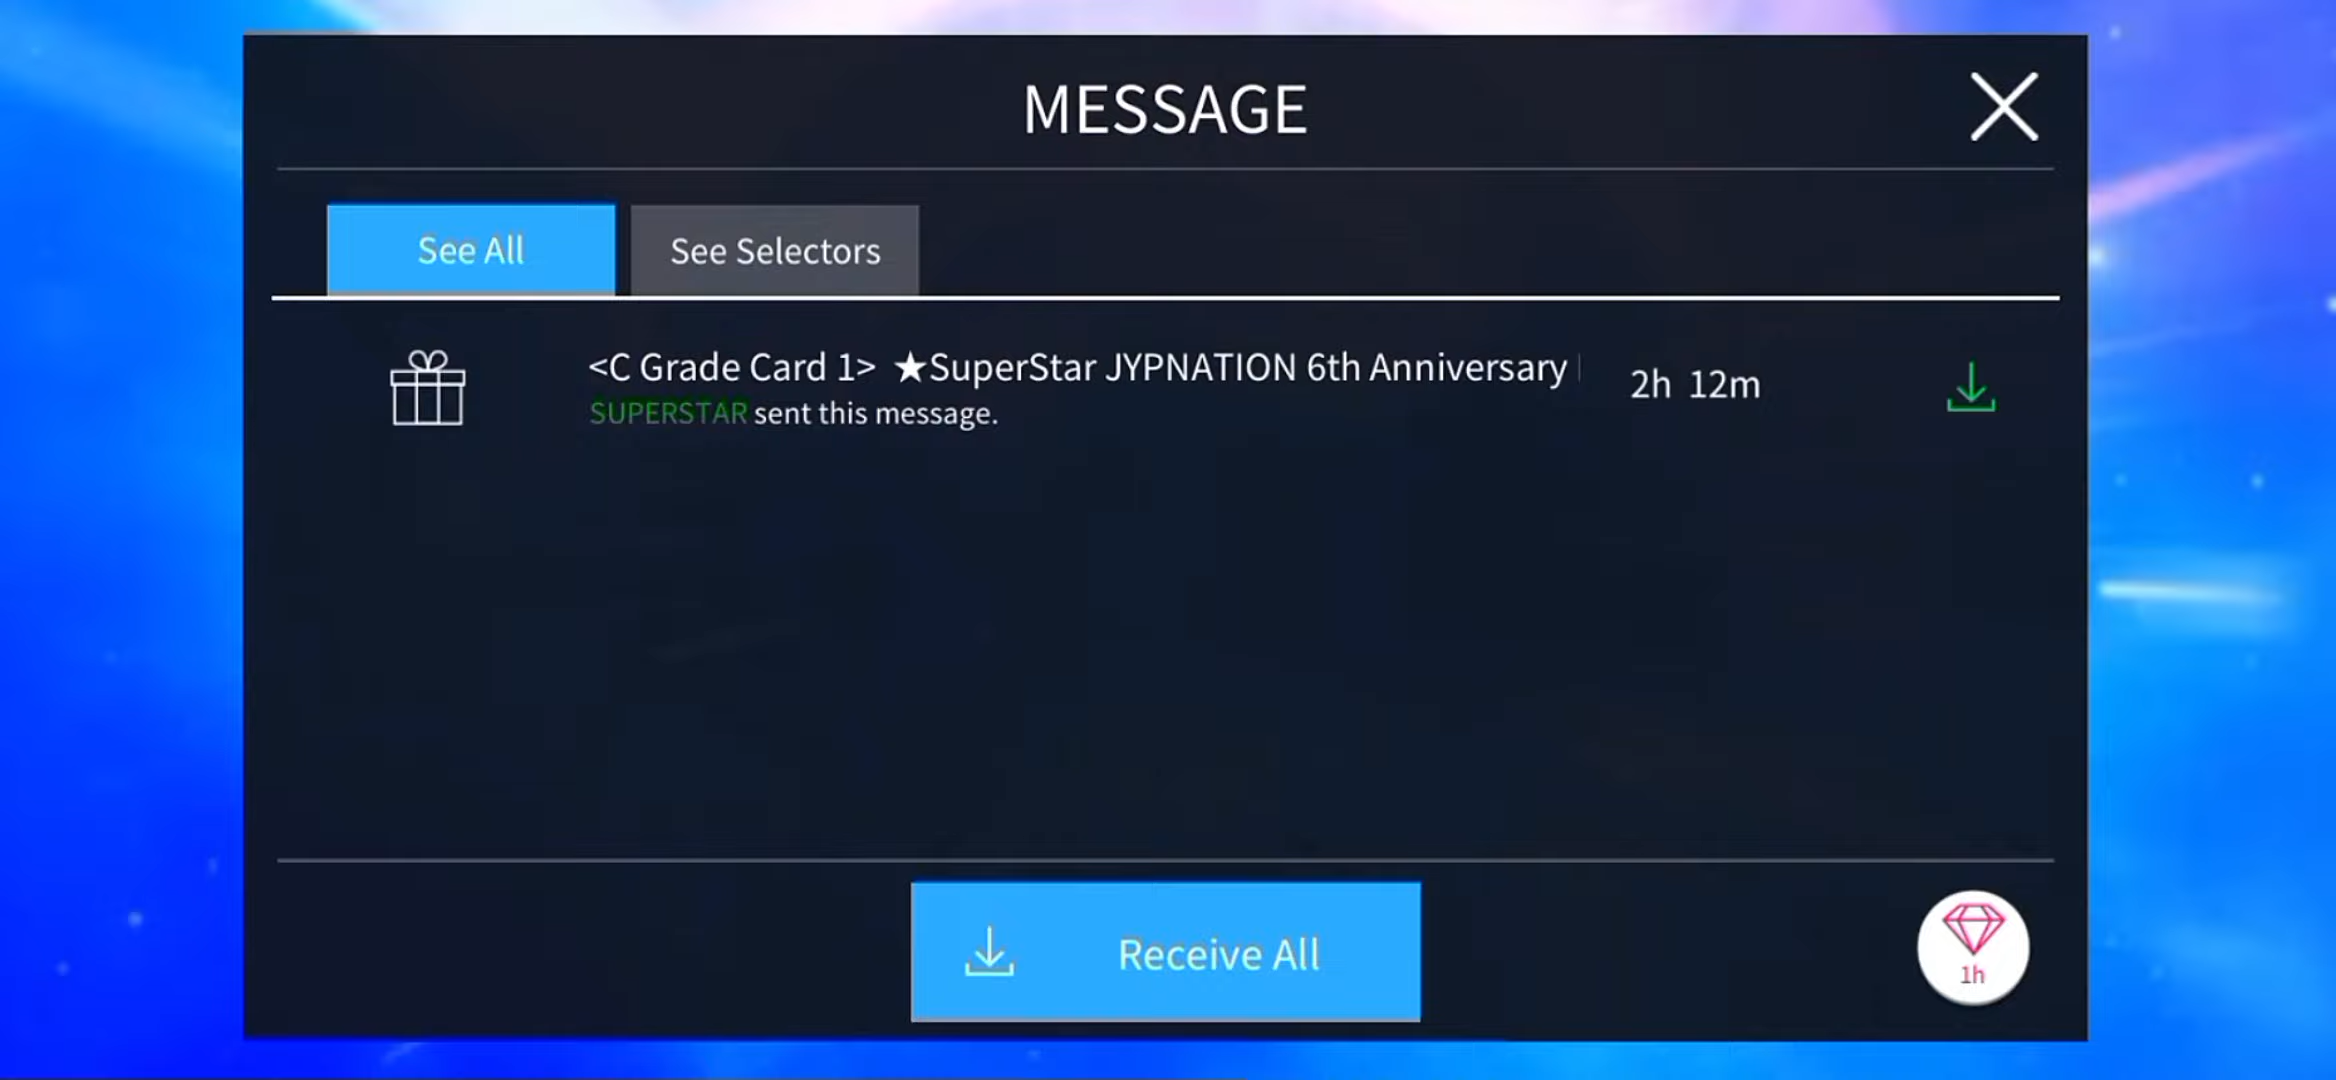 MESSAGE
See All
See Selectors
<C Grade Card 1> ★SuperStar JYPNATION 6th Anniversary
SUPERSTAR sent this message.
2h 12m
Receive All
1h